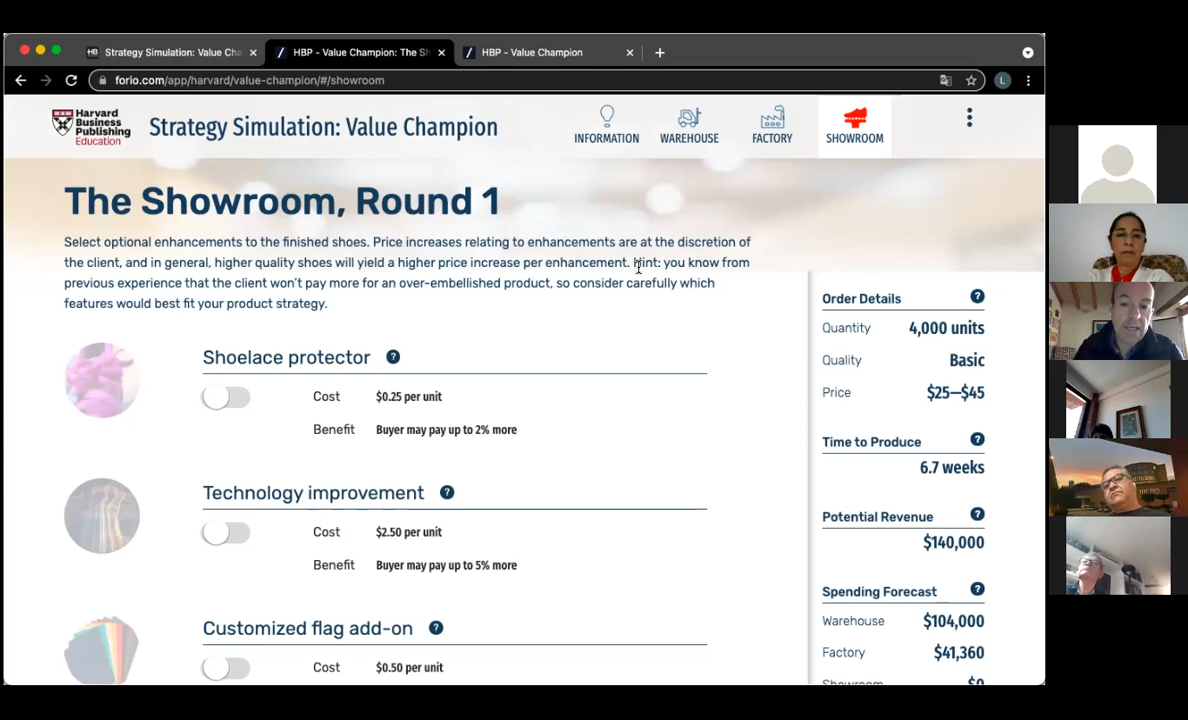 Strategy Simulation: Value Cha
HBP - Value Champion: The Sh
HBP - Value Champion
forio.com/app/harvard/value-champion/#/showroom
L
Harvard
Business
Publishing
Education
Strategy Simulation: Value Champion
INFORMATION
WAREHOUSE
FACTORY
SHOWROOM
The Showroom, Round 1
Select optional enhancements to the finished shoes. Price increases relating to enhancements are at the discretion of
the client, and in general, higher quality shoes will yield a higher price increase per enhancement. Hint: you know from
previous experience that the client won't pay more for an over-embellished product, so consider carefully which
features would best fit your product strategy.
Shoelace protector ?
Cost $0.25 per unit
Benefit Buyer may pay up to 2% more
Technology improvement ?
Cost $2.50 per unit
Benefit Buyer may pay up to 5% more
Customized flag add-on ?
Cost $0.50 per unit
Order Details ?
Quantity 4,000 units
Quality Basic
Price $25—$45
Time to Produce ?
6.7 weeks
Potential Revenue ?
$140,000
Spending Forecast ?
Warehouse $104,000
Factory $41,360
Showroom $0